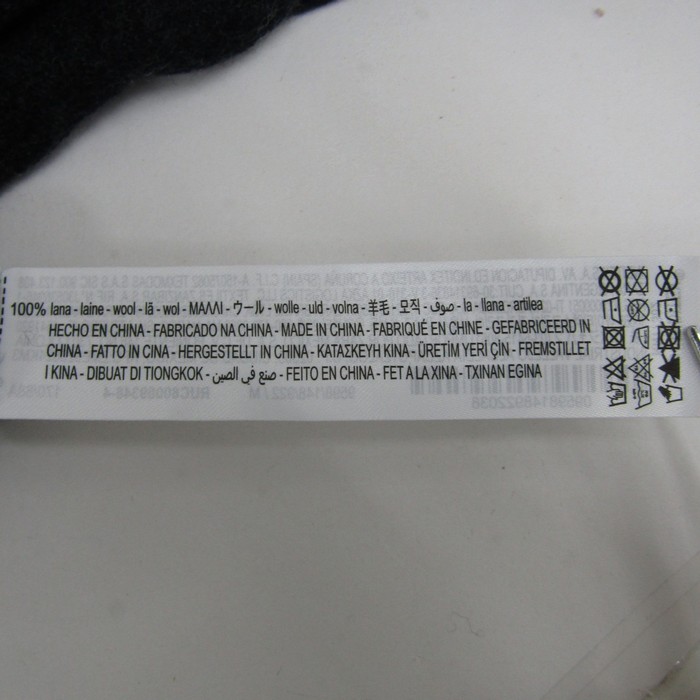 100% lana - laine - wool - lã - wol - ΜΑΛΛΙ - ウール - wolle - uld - volna - 羊毛 - 모직 - صوف - la - llana - artilea
HECHO EN CHINA - FABRICADO NA CHINA - MADE IN CHINA - FABRIQUÉ EN CHINE - GEFABRICEERD IN
CHINA - FATTO IN CINA - HERGESTELLT IN CHINA - ΚΑΤΑΣΚΕΥΗ ΚΙΝΑ - ÜRETİM YERİ ÇİN - FREMSTILLET
I KINA - DIBUAT DI TIONGKOK - صنع في الصين - FEITO EN CHINA - FET A LA XINA - TXINAN EGINA